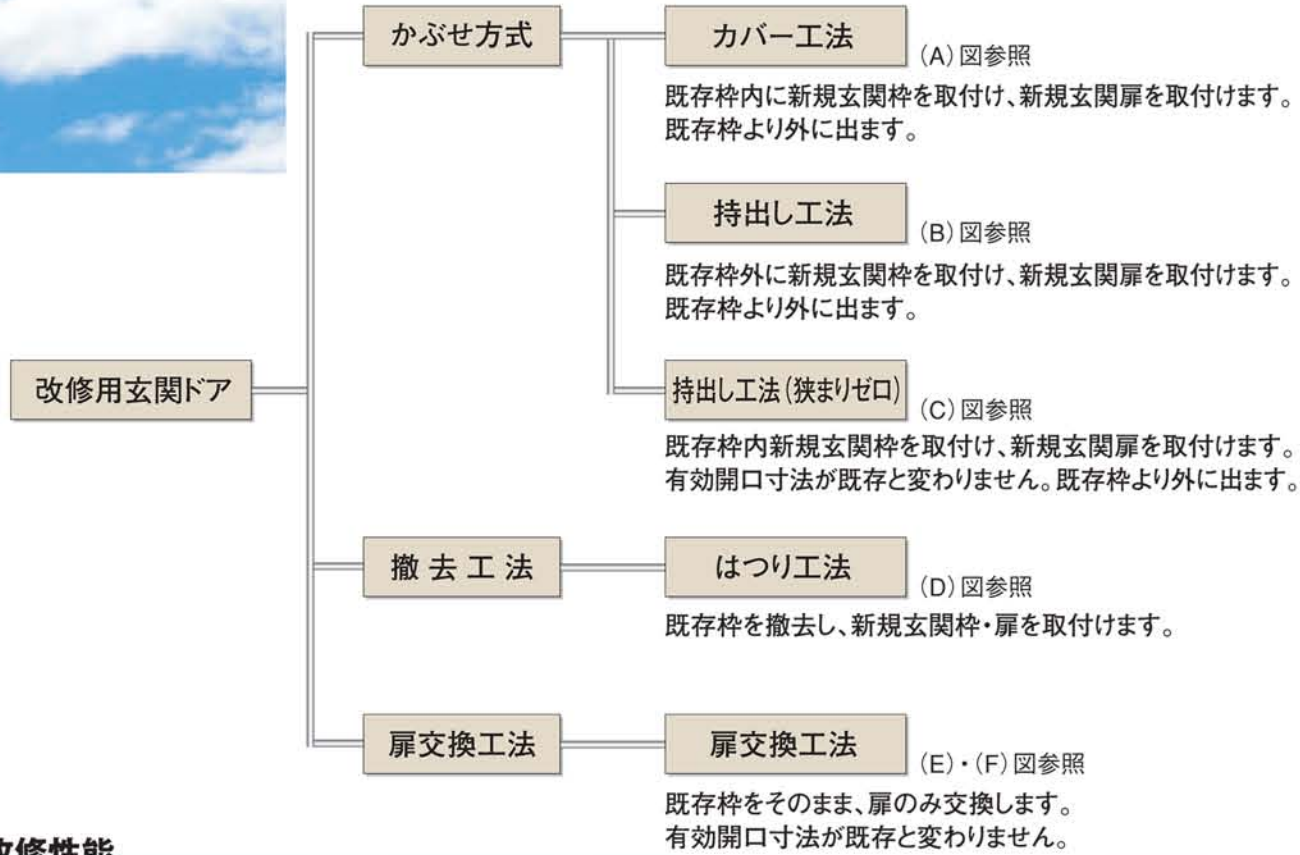 かぶせ方式
カバー工法
(A)図参照
既存枠内に新規玄関枠を取付け、新規玄関扉を取付けます。
既存枠より外に出ます。
持出し工法
(B)図参照
既存枠外に新規玄関枠を取付け、新規玄関扉を取付けます。
既存枠より外に出ます。
改修用玄関ドア
持出し工法(狭まりゼロ)
(C)図参照
既存枠内新規玄関枠を取付け、新規玄関扉を取付けます。
有効開口寸法が既存と変わりません。既存枠より外に出ます。
撤去工法
はつり工法
(D)図参照
既存枠を撤去し、新規玄関枠・扉を取付けます。
扉交換工法
扉交換工法
(E)・(F)図参照
既存枠をそのまま、扉のみ交換します。
有効開口寸法が既存と変わりません。
改修性能